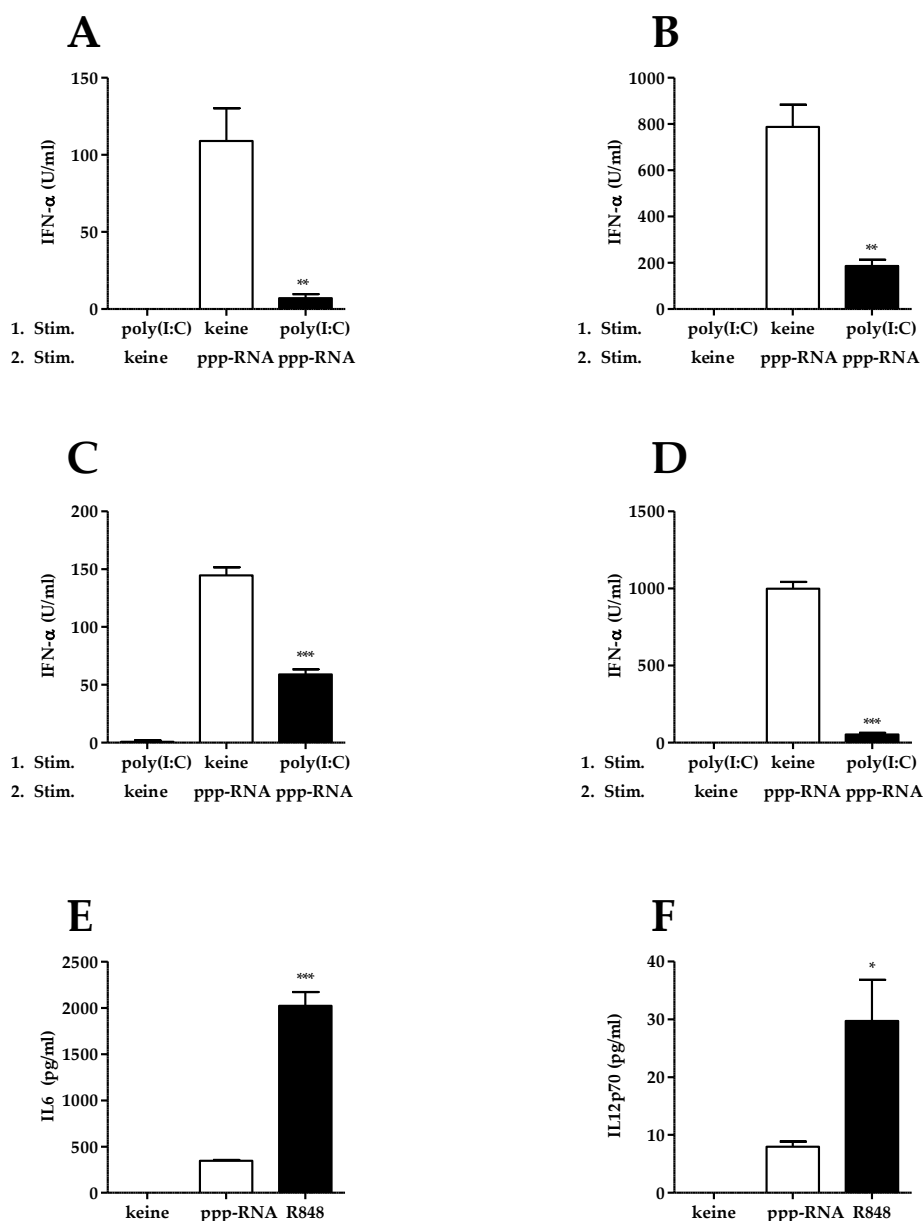 A
IFN-α (U/ml)
150
100
50
0
**
1. Stim. poly(I:C) keine poly(I:C)
2. Stim. keine ppp-RNA ppp-RNA
B
IFN-α (U/ml)
1000
800
600
400
200
0
**
1. Stim. poly(I:C) keine poly(I:C)
2. Stim. keine ppp-RNA ppp-RNA
C
IFN-α (U/ml)
200
150
100
50
0
***
1. Stim. poly(I:C) keine poly(I:C)
2. Stim. keine ppp-RNA ppp-RNA
D
IFN-α (U/ml)
1500
1000
500
0
***
1. Stim. poly(I:C) keine poly(I:C)
2. Stim. keine ppp-RNA ppp-RNA
E
IL6 (pg/ml)
2500
2000
1500
1000
500
0
***
keine ppp-RNA R848
F
IL12p70 (pg/ml)
40
30
20
10
0
*
keine ppp-RNA R848